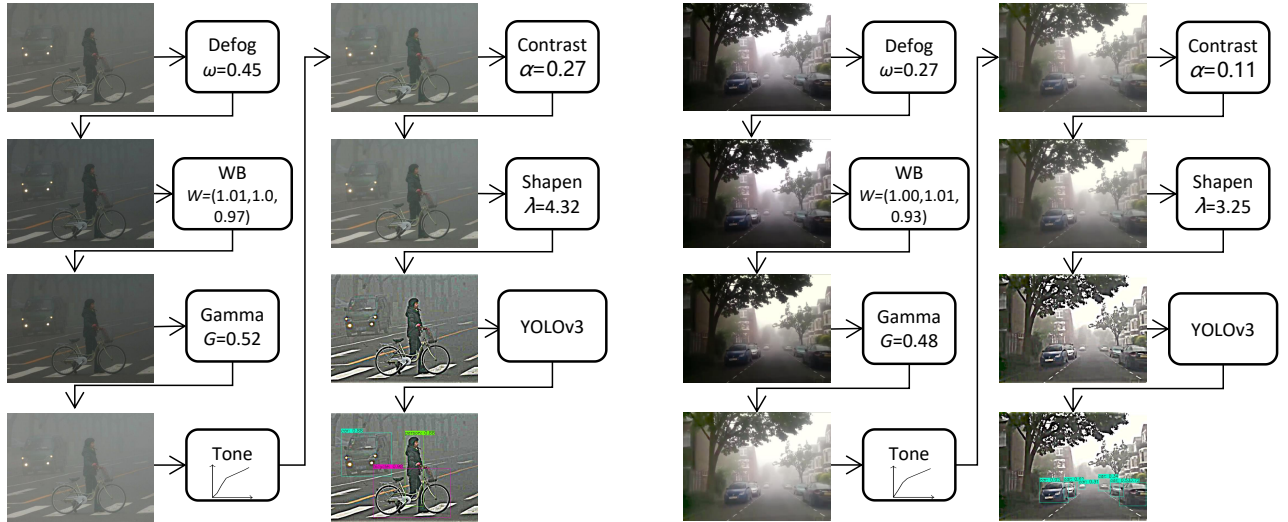 Defog
ω=0.45
WB
W=(1.01,1.0,
0.97)
Gamma
G=0.52
Tone
Contrast
α=0.27
Shapen
λ=4.32
YOLOv3
Defog
ω=0.27
WB
W=(1.00,1.01,
0.93)
Gamma
G=0.48
Tone
Contrast
α=0.11
Shapen
λ=3.25
YOLOv3